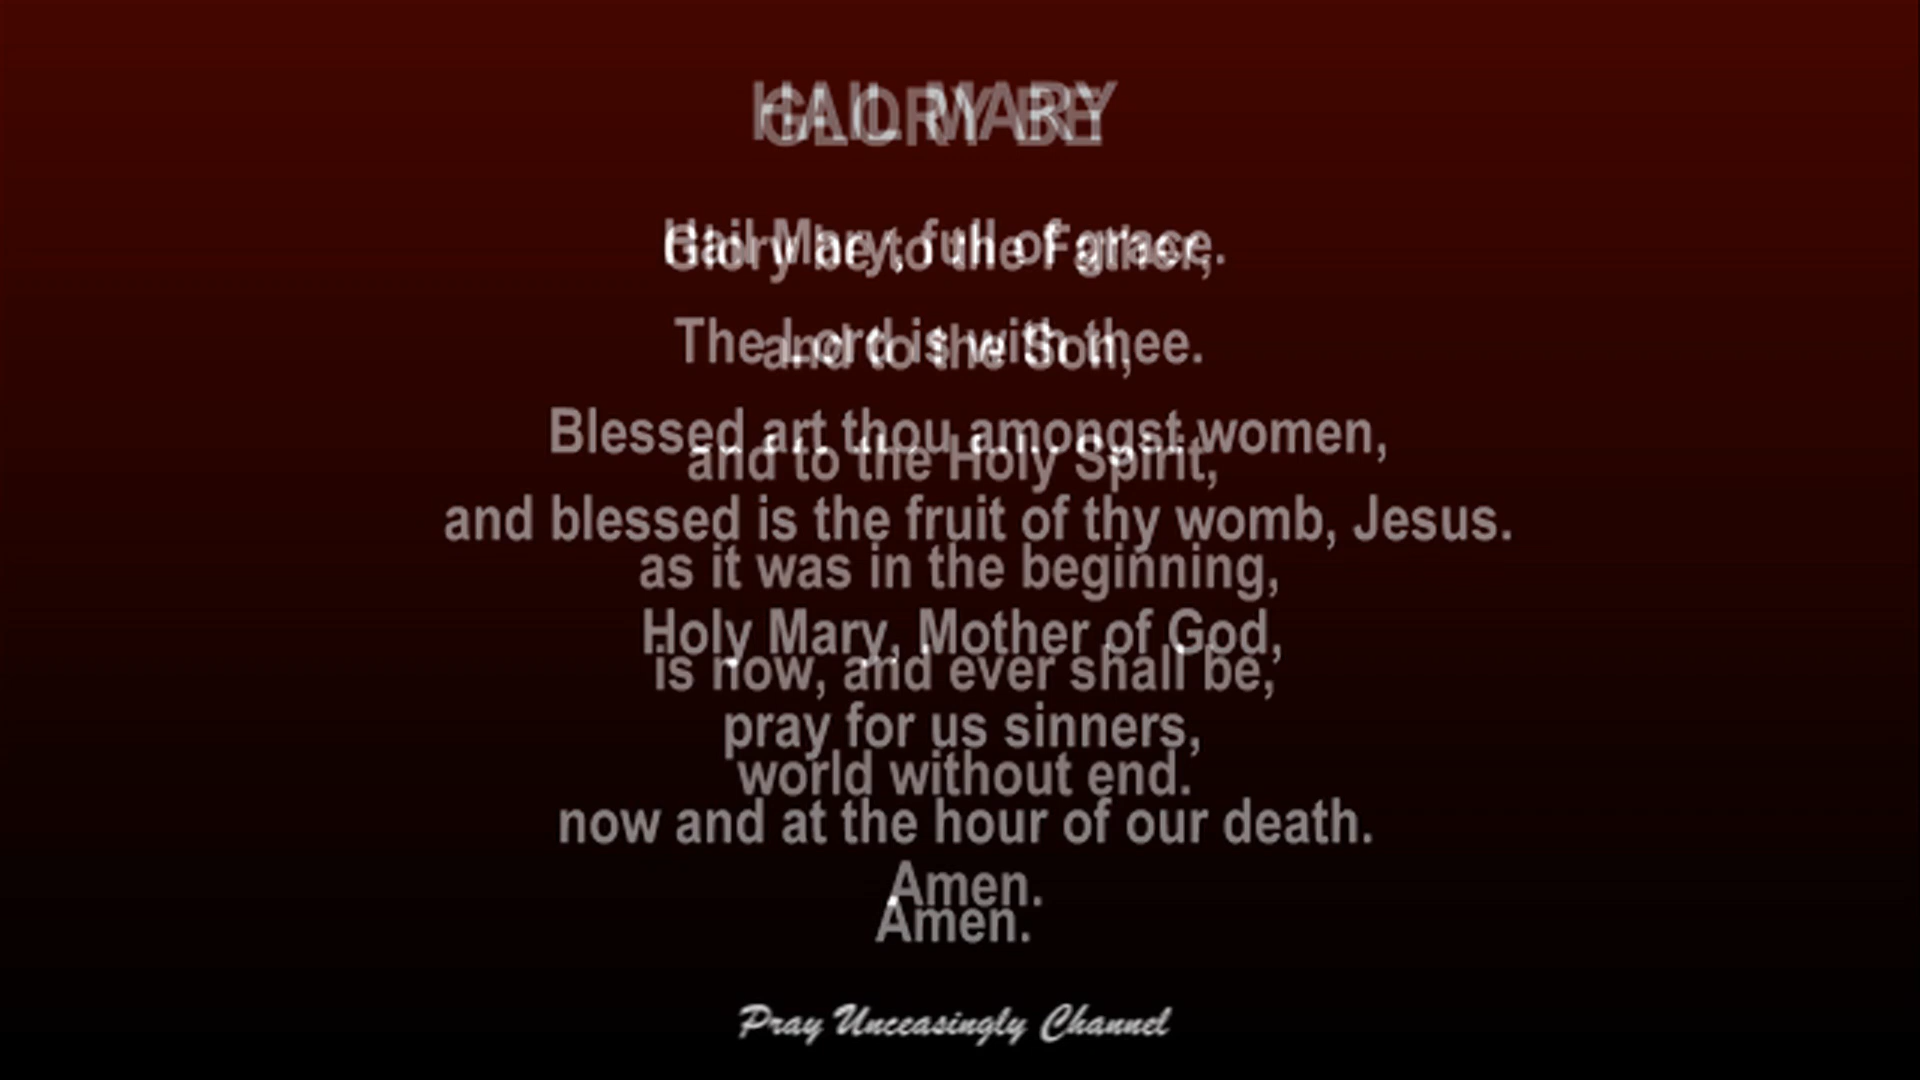 HAIL MARY
GLORY BE
Hail Mary, full of grace.
Glory be to the Father,
The Lord is with thee.
and to the Son,
Blessed art thou amongst women,
and to the Holy Spirit,
and blessed is the fruit of thy womb, Jesus.
as it was in the beginning,
Holy Mary, Mother of God,
is now, and ever shall be,
pray for us sinners,
world without end.
now and at the hour of our death.
Amen.
Amen.
Pray Unceasingly Channel